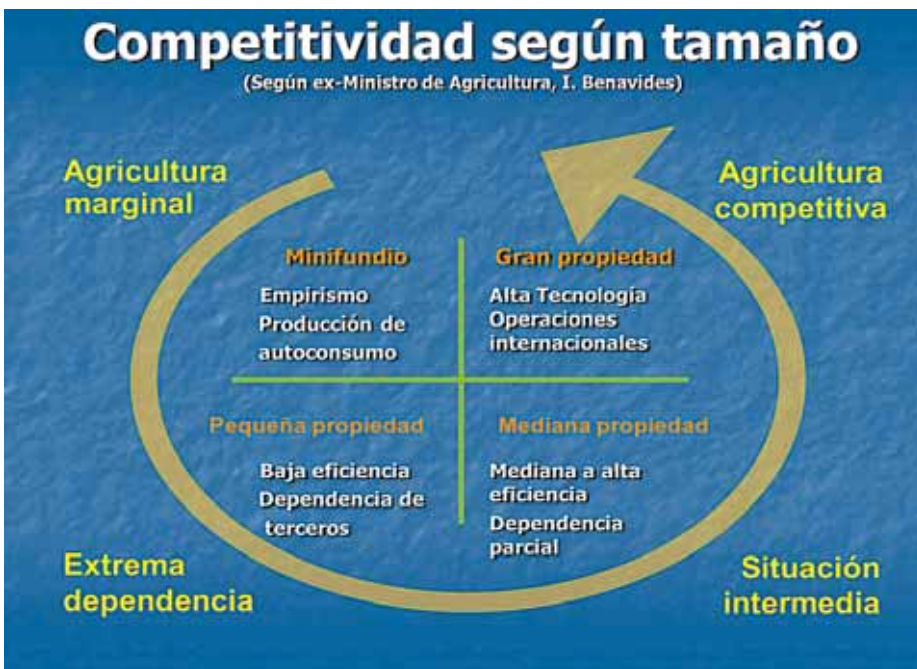 Competitividad según tamaño
(Según ex-Ministro de Agricultura, I. Benavides)
Agricultura
marginal
Agricultura
competitiva
Minifundio
Empirismo
Producción de
autoconsumo
Gran propiedad
Alta Tecnología
Operaciones
internacionales
Pequeña propiedad
Baja eficiencia
Dependencia de
terceros
Mediana propiedad
Mediana a alta
eficiencia
Dependencia
parcial
Extrema
dependencia
Situación
intermedia